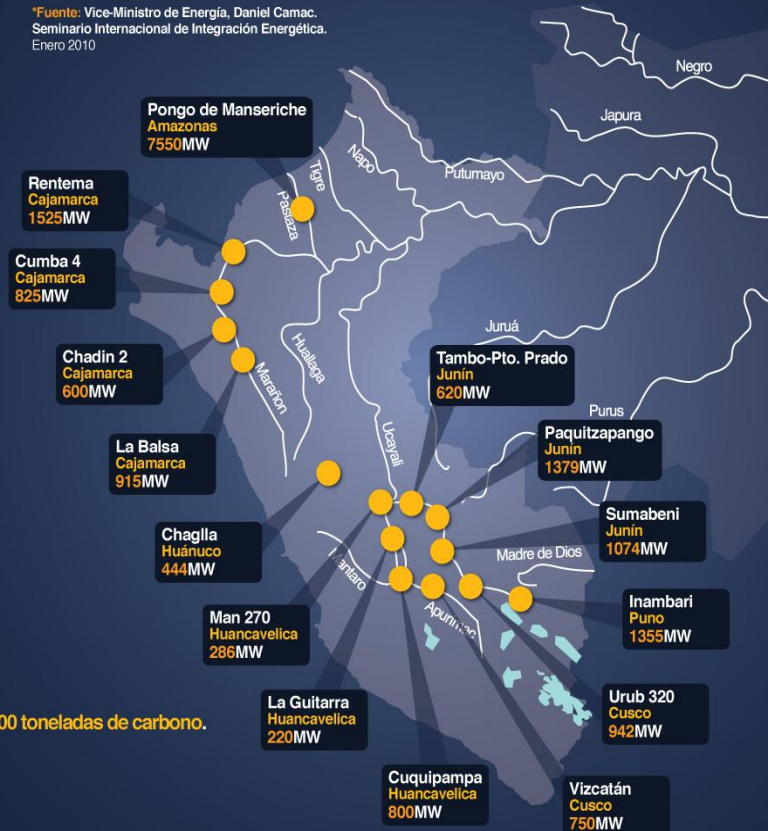 *Fuente: Vice-Ministro de Energía, Daniel Camac.
Seminario Internacional de Integración Energética.
Enero 2010
Negro
Japura
Putumayo
Napo
Tigre
Pastaza
Pongo de Manseriche
Amazonas
7550MW
Rentema
Cajamarca
1525MW
Cumba 4
Cajamarca
825MW
Chadin 2
Cajamarca
600MW
La Balsa
Cajamarca
915MW
Marañon
Huallaga
Ucayali
Juruá
Purus
Tambo-Pto. Prado
Junín
620MW
Paquitzapango
Junín
1379MW
Sumabeni
Junín
1074MW
Madre de Dios
Chaglla
Huánuco
444MW
Mantaro
Apurimac
Man 270
Huancavelica
286MW
Inambari
Puno
1355MW
La Guitarra
Huancavelica
220MW
Urub 320
Cusco
942MW
Cuquipampa
Huancavelica
800MW
Vizcatán
Cusco
750MW
00 toneladas de carbono.